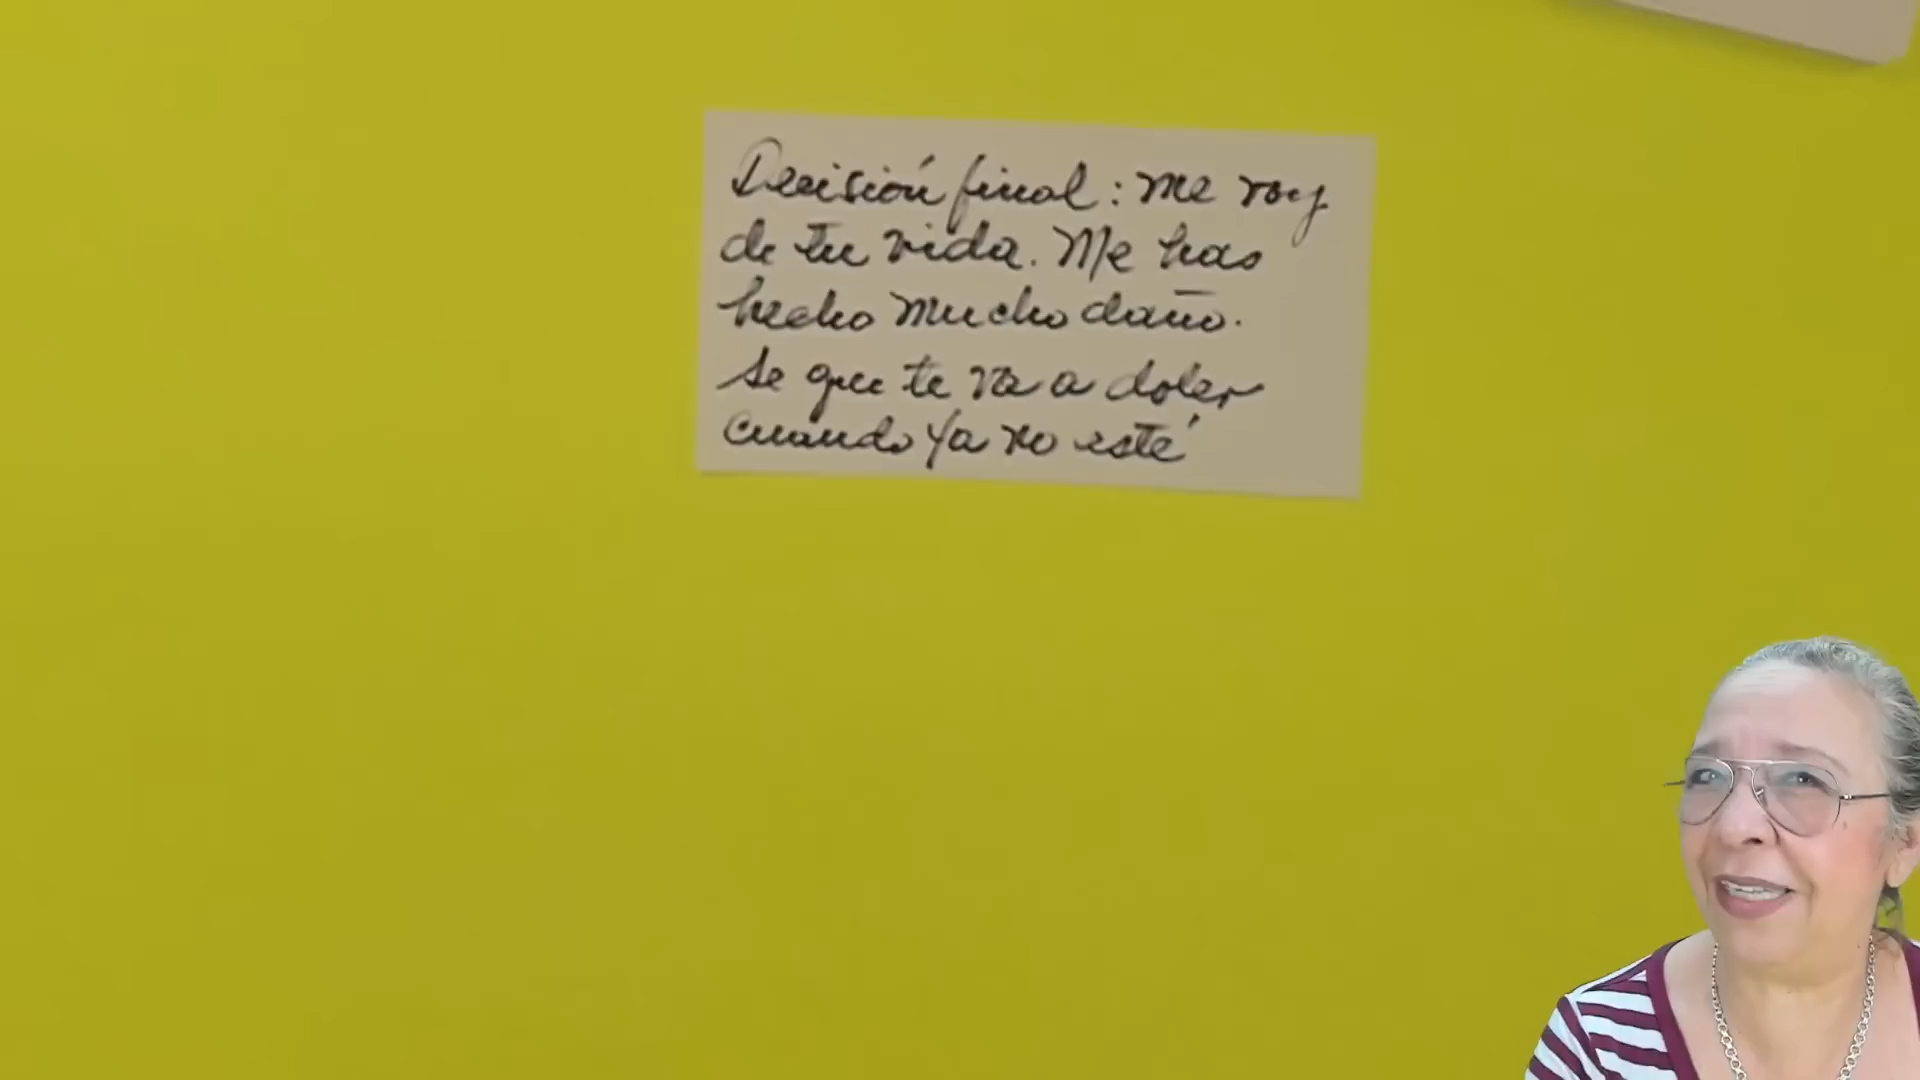 Decisión final: me voy
de tu vida. Me has
hecho mucho daño.
Se que te va a doler
cuando ya no esté